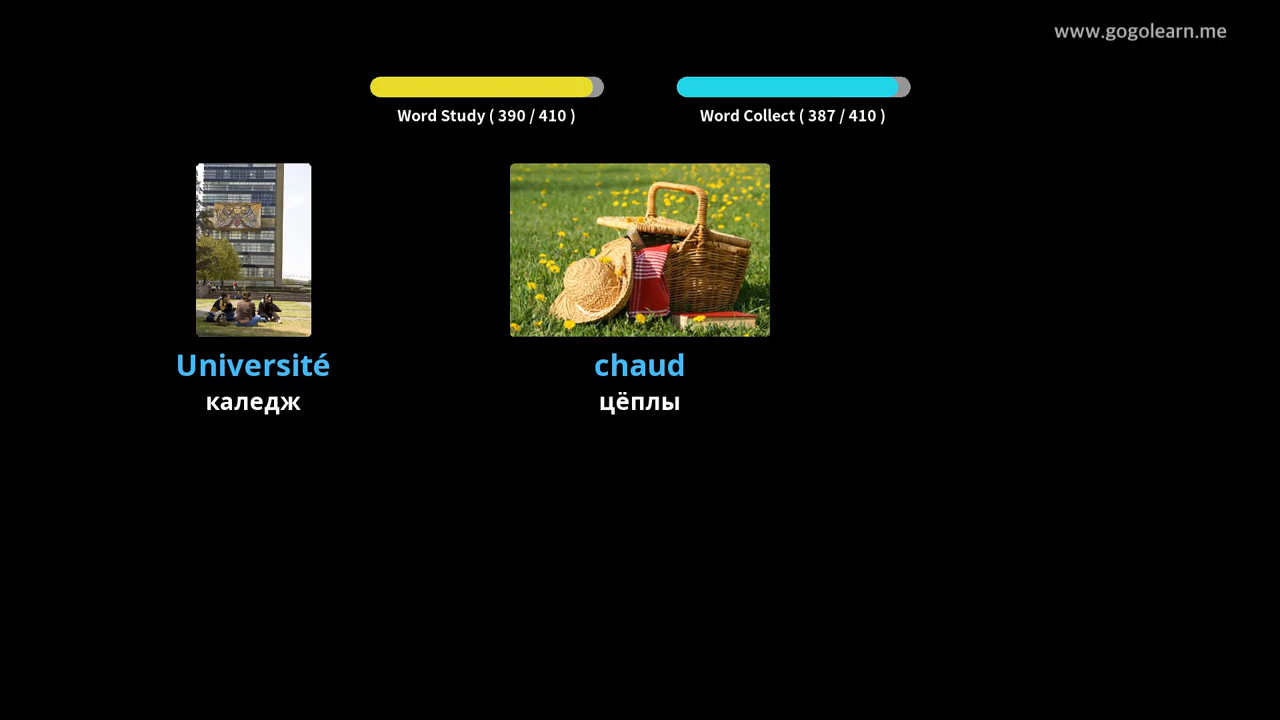 www.gogolearn.me
Word Study ( 390 / 410 )
Word Collect ( 387 / 410 )
Université
каледж
chaud
цёплы